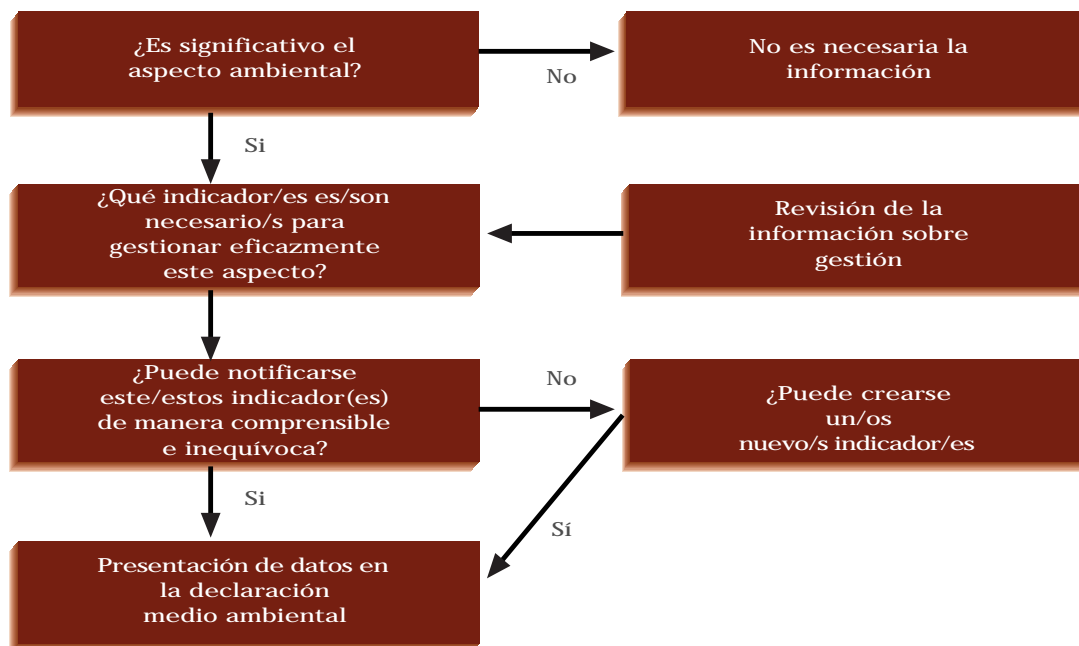 ¿Es significativo el
aspecto ambiental?
No
No es necesaria la
información
Si
¿Qué indicador/es es/son
necesario/s para
gestionar eficazmente
este aspecto?
Revisión de la
información sobre
gestión
¿Puede notificarse
este/estos indicador(es)
de manera comprensible
e inequívoca?
No
¿Puede crearse
un/os
nuevo/s indicador/es
Si
Sí
Presentación de datos en
la declaración
medio ambiental